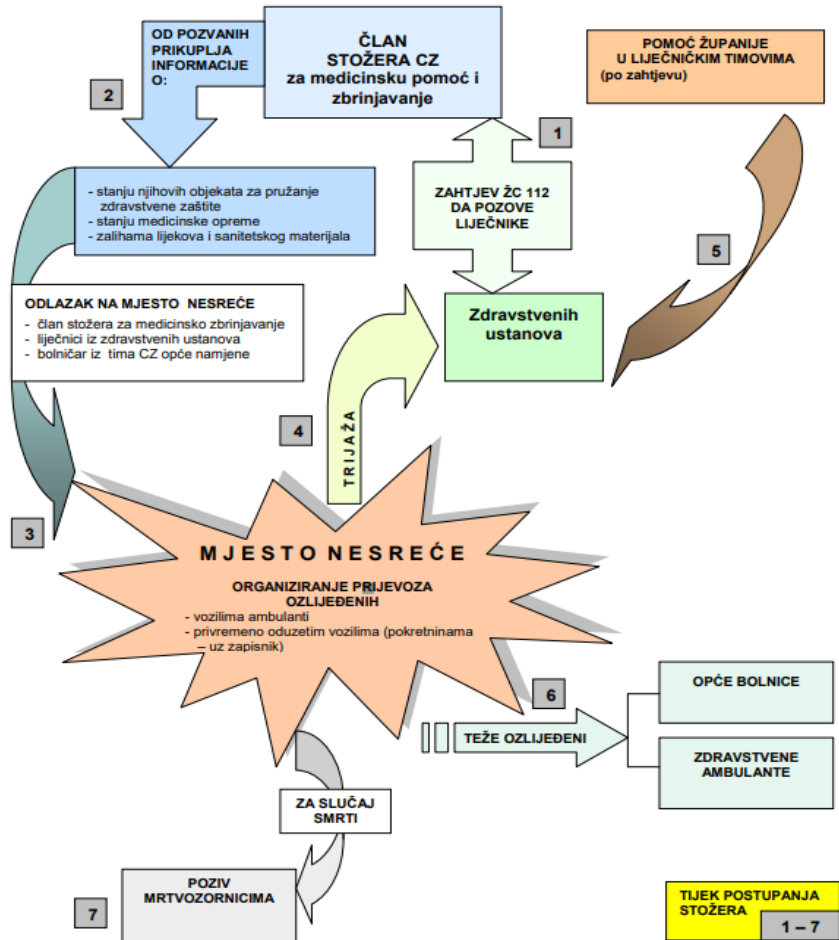 OD POZVANIH
PRIKUPLJA
INFORMACIJE
O:
2
ČLAN
STOŽERA CZ
za medicinsku pomoć i
zbrinjavanje
POMOĆ ŽUPANIJE
U LIJEČNIČKIM TIMOVIMA
(po zahtjevu)
1
- stanju njihovih objekata za pružanje
zdravstvene zaštite
- stanju medicinske opreme
- zalihama lijekova i sanitetskog materijala
ZAHTJEV ŽC 112
DA POZOVE
LIJEČNIKE
5
ODLAZAK NA MJESTO NESREĆE
- član stožera za medicinsko zbrinjavanje
- liječnici iz zdravstvenih ustanova
- bolničar iz tima CZ opće namjene
Zdravstvenih
ustanova
4
TRIJAŽA
3
MJESTO NESREĆE
ORGANIZIRANJE PRIJEVOZA
OZLIJEĐENIH
- vozilima ambulanti
- privremeno oduzetim vozilima (pokretninama
– uz zapisnik)
6
TEŽE OZLIJEĐENI
OPĆE BOLNICE
ZDRAVSTVENE
AMBULANTE
ZA SLUČAJ
SMRTI
7
POZIV
MRTVOZORNICIMA
TIJEK POSTUPANJA
STOŽERA
1 – 7